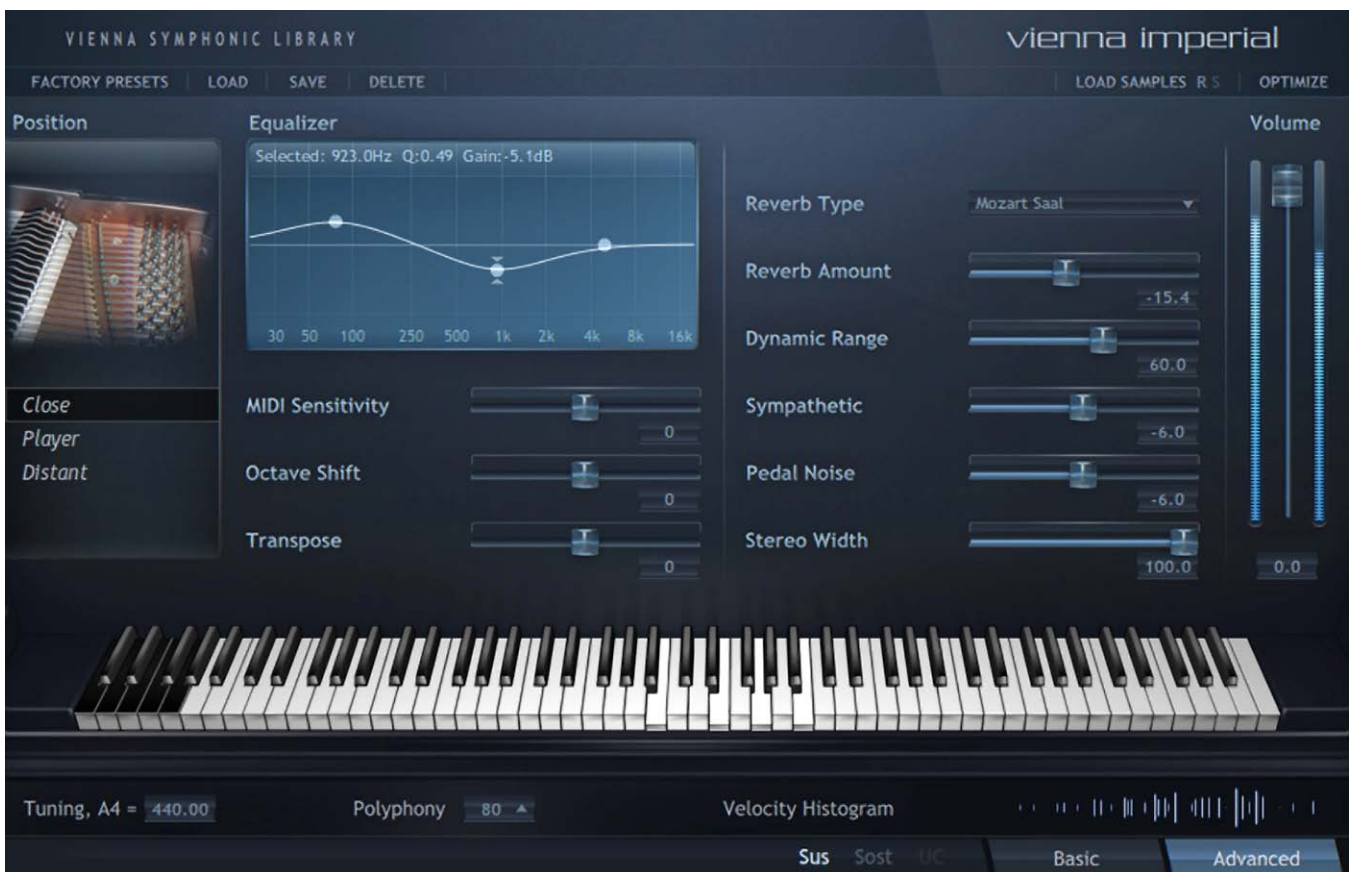 VIENNA SYMPHONIC LIBRARY
vienna imperial
FACTORY PRESETS LOAD SAVE DELETE LOAD SAMPLES R S OPTIMIZE
Position Equalizer Volume
Selected: 923.0Hz Q:0.49 Gain:-5.1dB
Reverb Type Mozart Saal
Reverb Amount
-15.4
30 50 100 250 500 1k 2k 4k 8k 16k
Dynamic Range
60.0
Close MIDI Sensitivity Sympathetic
0 -6.0
Player
Distant Octave Shift Pedal Noise
0 -6.0
Transpose Stereo Width
0 100.0 0.0
Tuning, A4 = 440.00 Polyphony 80 Velocity Histogram
Sus Sost UC Basic Advanced